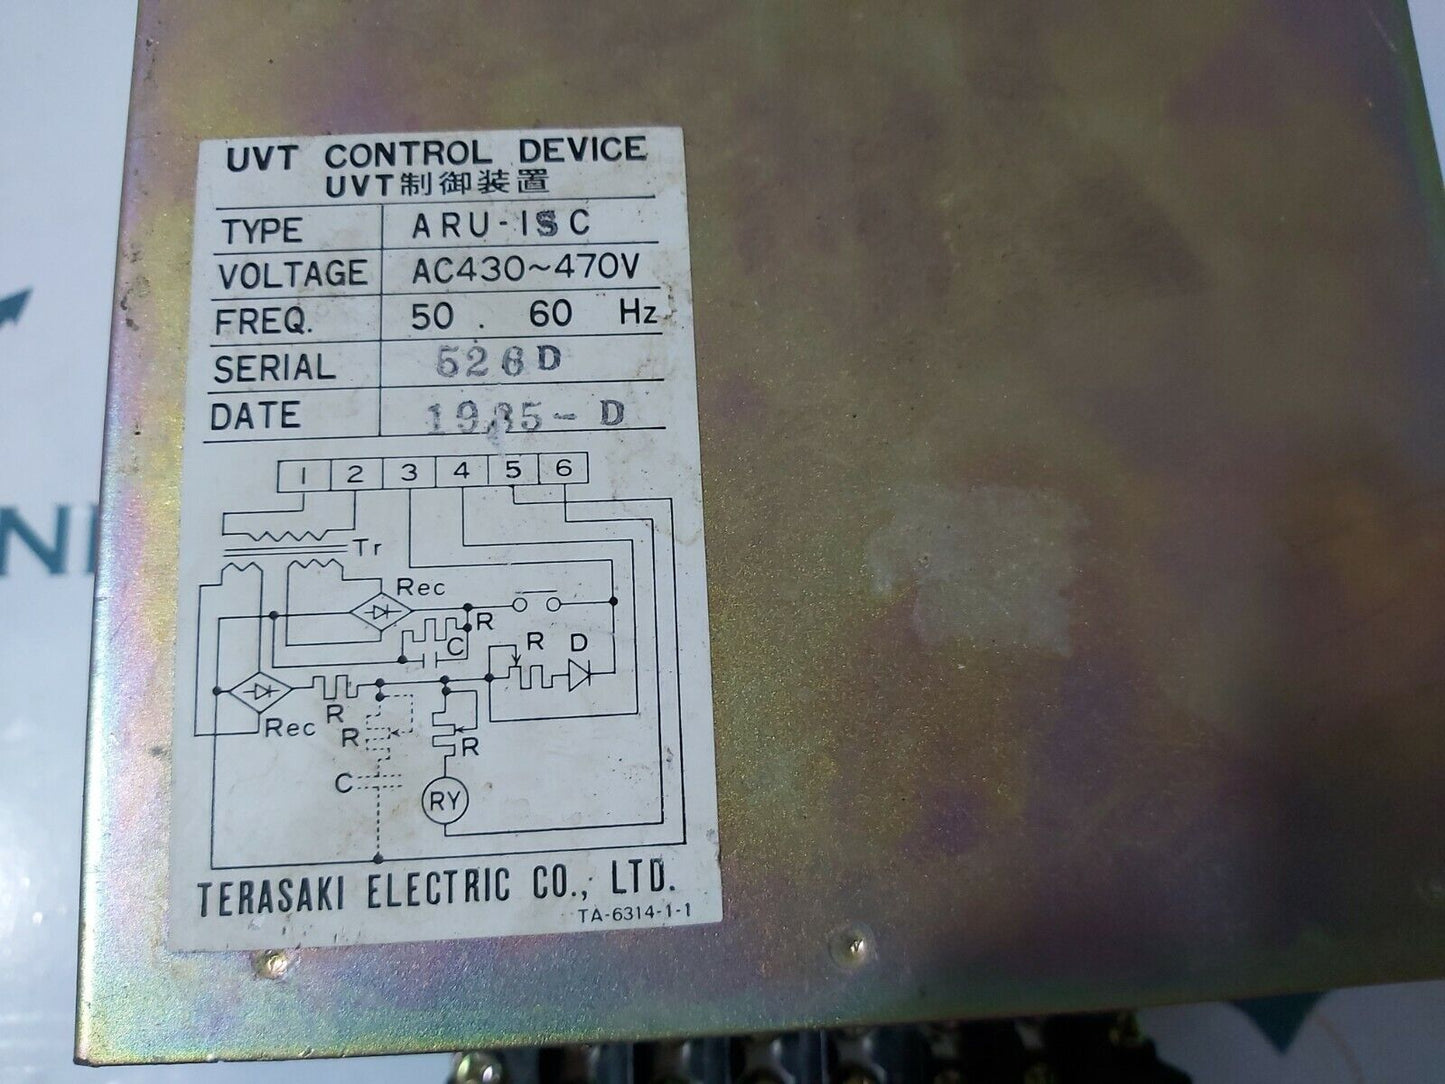 UVT CONTROL DEVICE
UVT制御装置
TYPE ARU-1SC
VOLTAGE AC430~470V
FREQ. 50 . 60 Hz
SERIAL 526D
DATE 1985- D
1 2 3 4 5 6
Tr
Rec
R
C
R D
R
Rec
R
R
C
RY
TERASAKI ELECTRIC CO., LTD.
TA-6314-1-1